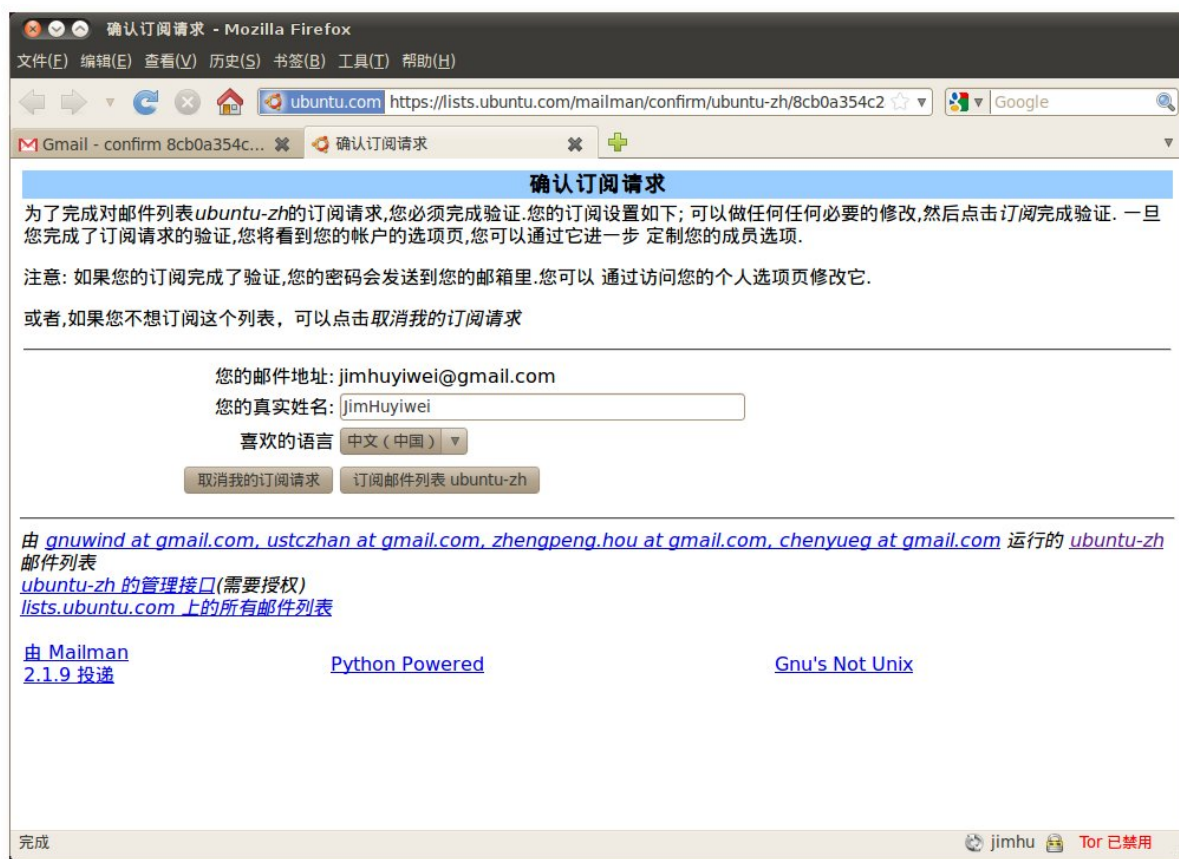 确认订阅请求 - Mozilla Firefox
文件(F) 编辑(E) 查看(V) 历史(S) 书签(B) 工具(T) 帮助(H)
ubuntu.com https://lists.ubuntu.com/mailman/confirm/ubuntu-zh/8cb0a354c2 Google
Gmail - confirm 8cb0a354c... 确认订阅请求
确认订阅请求
为了完成对邮件列表ubuntu-zh的订阅请求,您必须完成验证.您的订阅设置如下; 可以做任何任何必要的修改,然后点击订阅完成验证. 一旦
您完成了订阅请求的验证,您将看到您的帐户的选项页,您可以通过它进一步 定制您的成员选项.
注意: 如果您的订阅完成了验证,您的密码会发送到您的邮箱里.您可以 通过访问您的个人选项页修改它.
或者,如果您不想订阅这个列表，可以点击取消我的订阅请求
您的邮件地址: jimhuyiwei@gmail.com
您的真实姓名: JimHuyiwei
喜欢的语言 中文 ( 中国 )
取消我的订阅请求 订阅邮件列表 ubuntu-zh
由 gnuwind at gmail.com, ustczhan at gmail.com, zhengpeng.hou at gmail.com, chenyueg at gmail.com 运行的 ubuntu-zh
邮件列表
ubuntu-zh 的管理接口(需要授权)
lists.ubuntu.com 上的所有邮件列表
由 Mailman
2.1.9 投递
Python Powered
Gnu's Not Unix
完成 jimhu Tor 已禁用